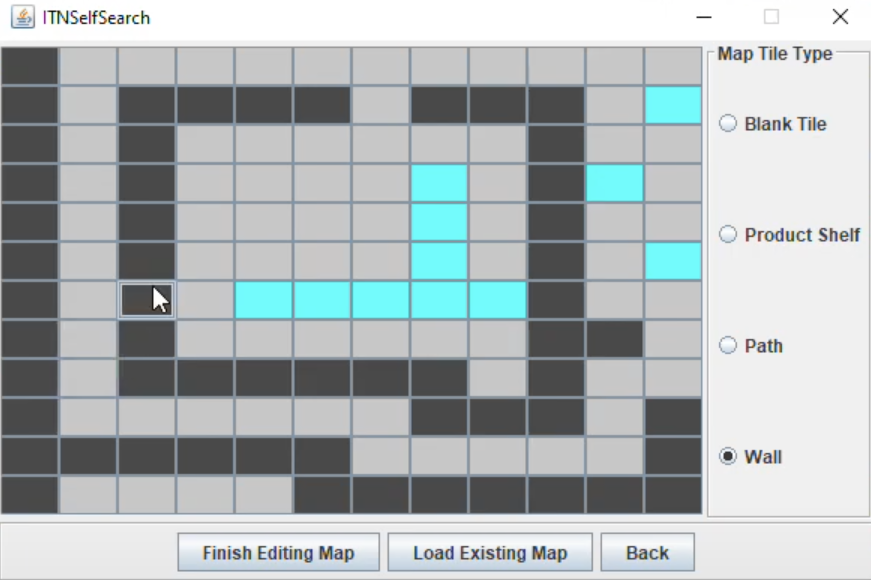 ITNSelfSearch
Map Tile Type
Blank Tile
Product Shelf
Path
Wall
Finish Editing Map
Load Existing Map
Back